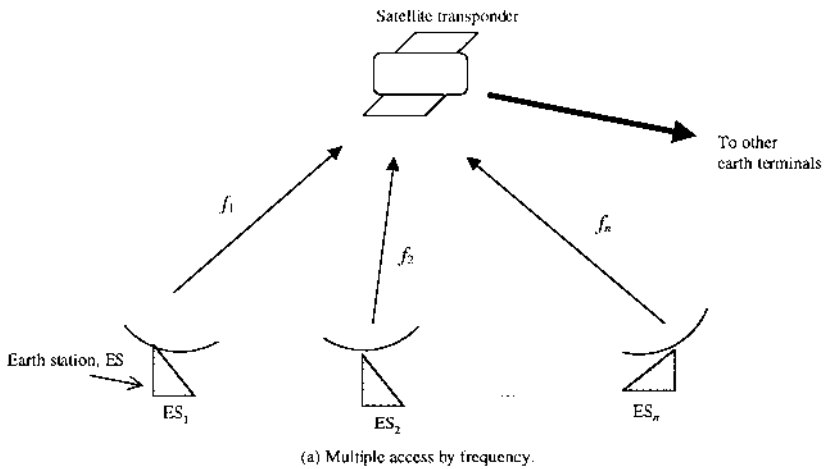 Satellite transponder
To other
earth terminals
f₁
f₂
fₙ
Earth station, ES
ES₁
ES₂
...
ESₙ
(a) Multiple access by frequency.